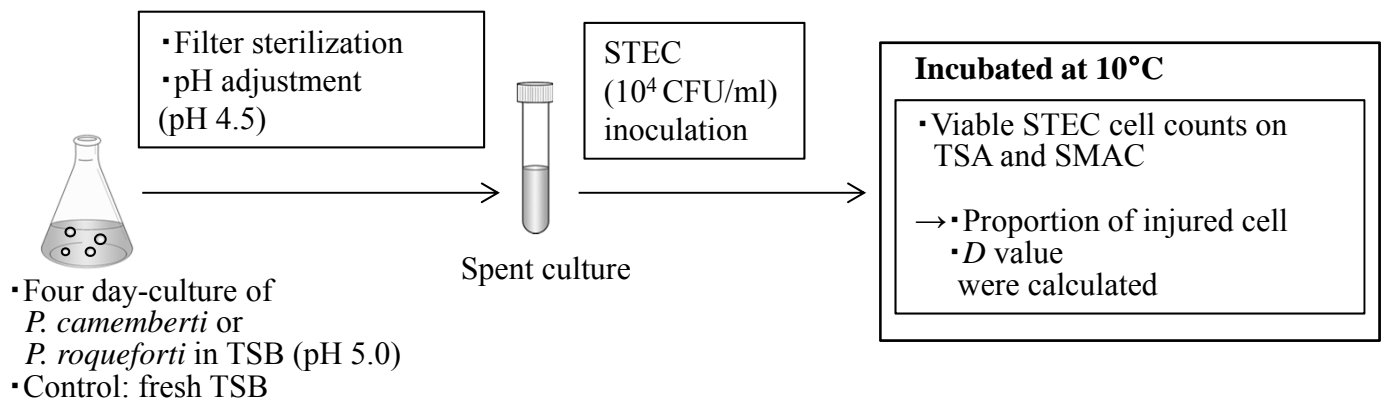 ・Filter sterilization
・pH adjustment
(pH 4.5)
STEC
(10⁴ CFU/ml)
inoculation
Incubated at 10°C
・Viable STEC cell counts on
TSA and SMAC
→・Proportion of injured cell
・D value
were calculated
Spent culture
・Four day-culture of
P. camemberti or
P. roqueforti in TSB (pH 5.0)
・Control: fresh TSB